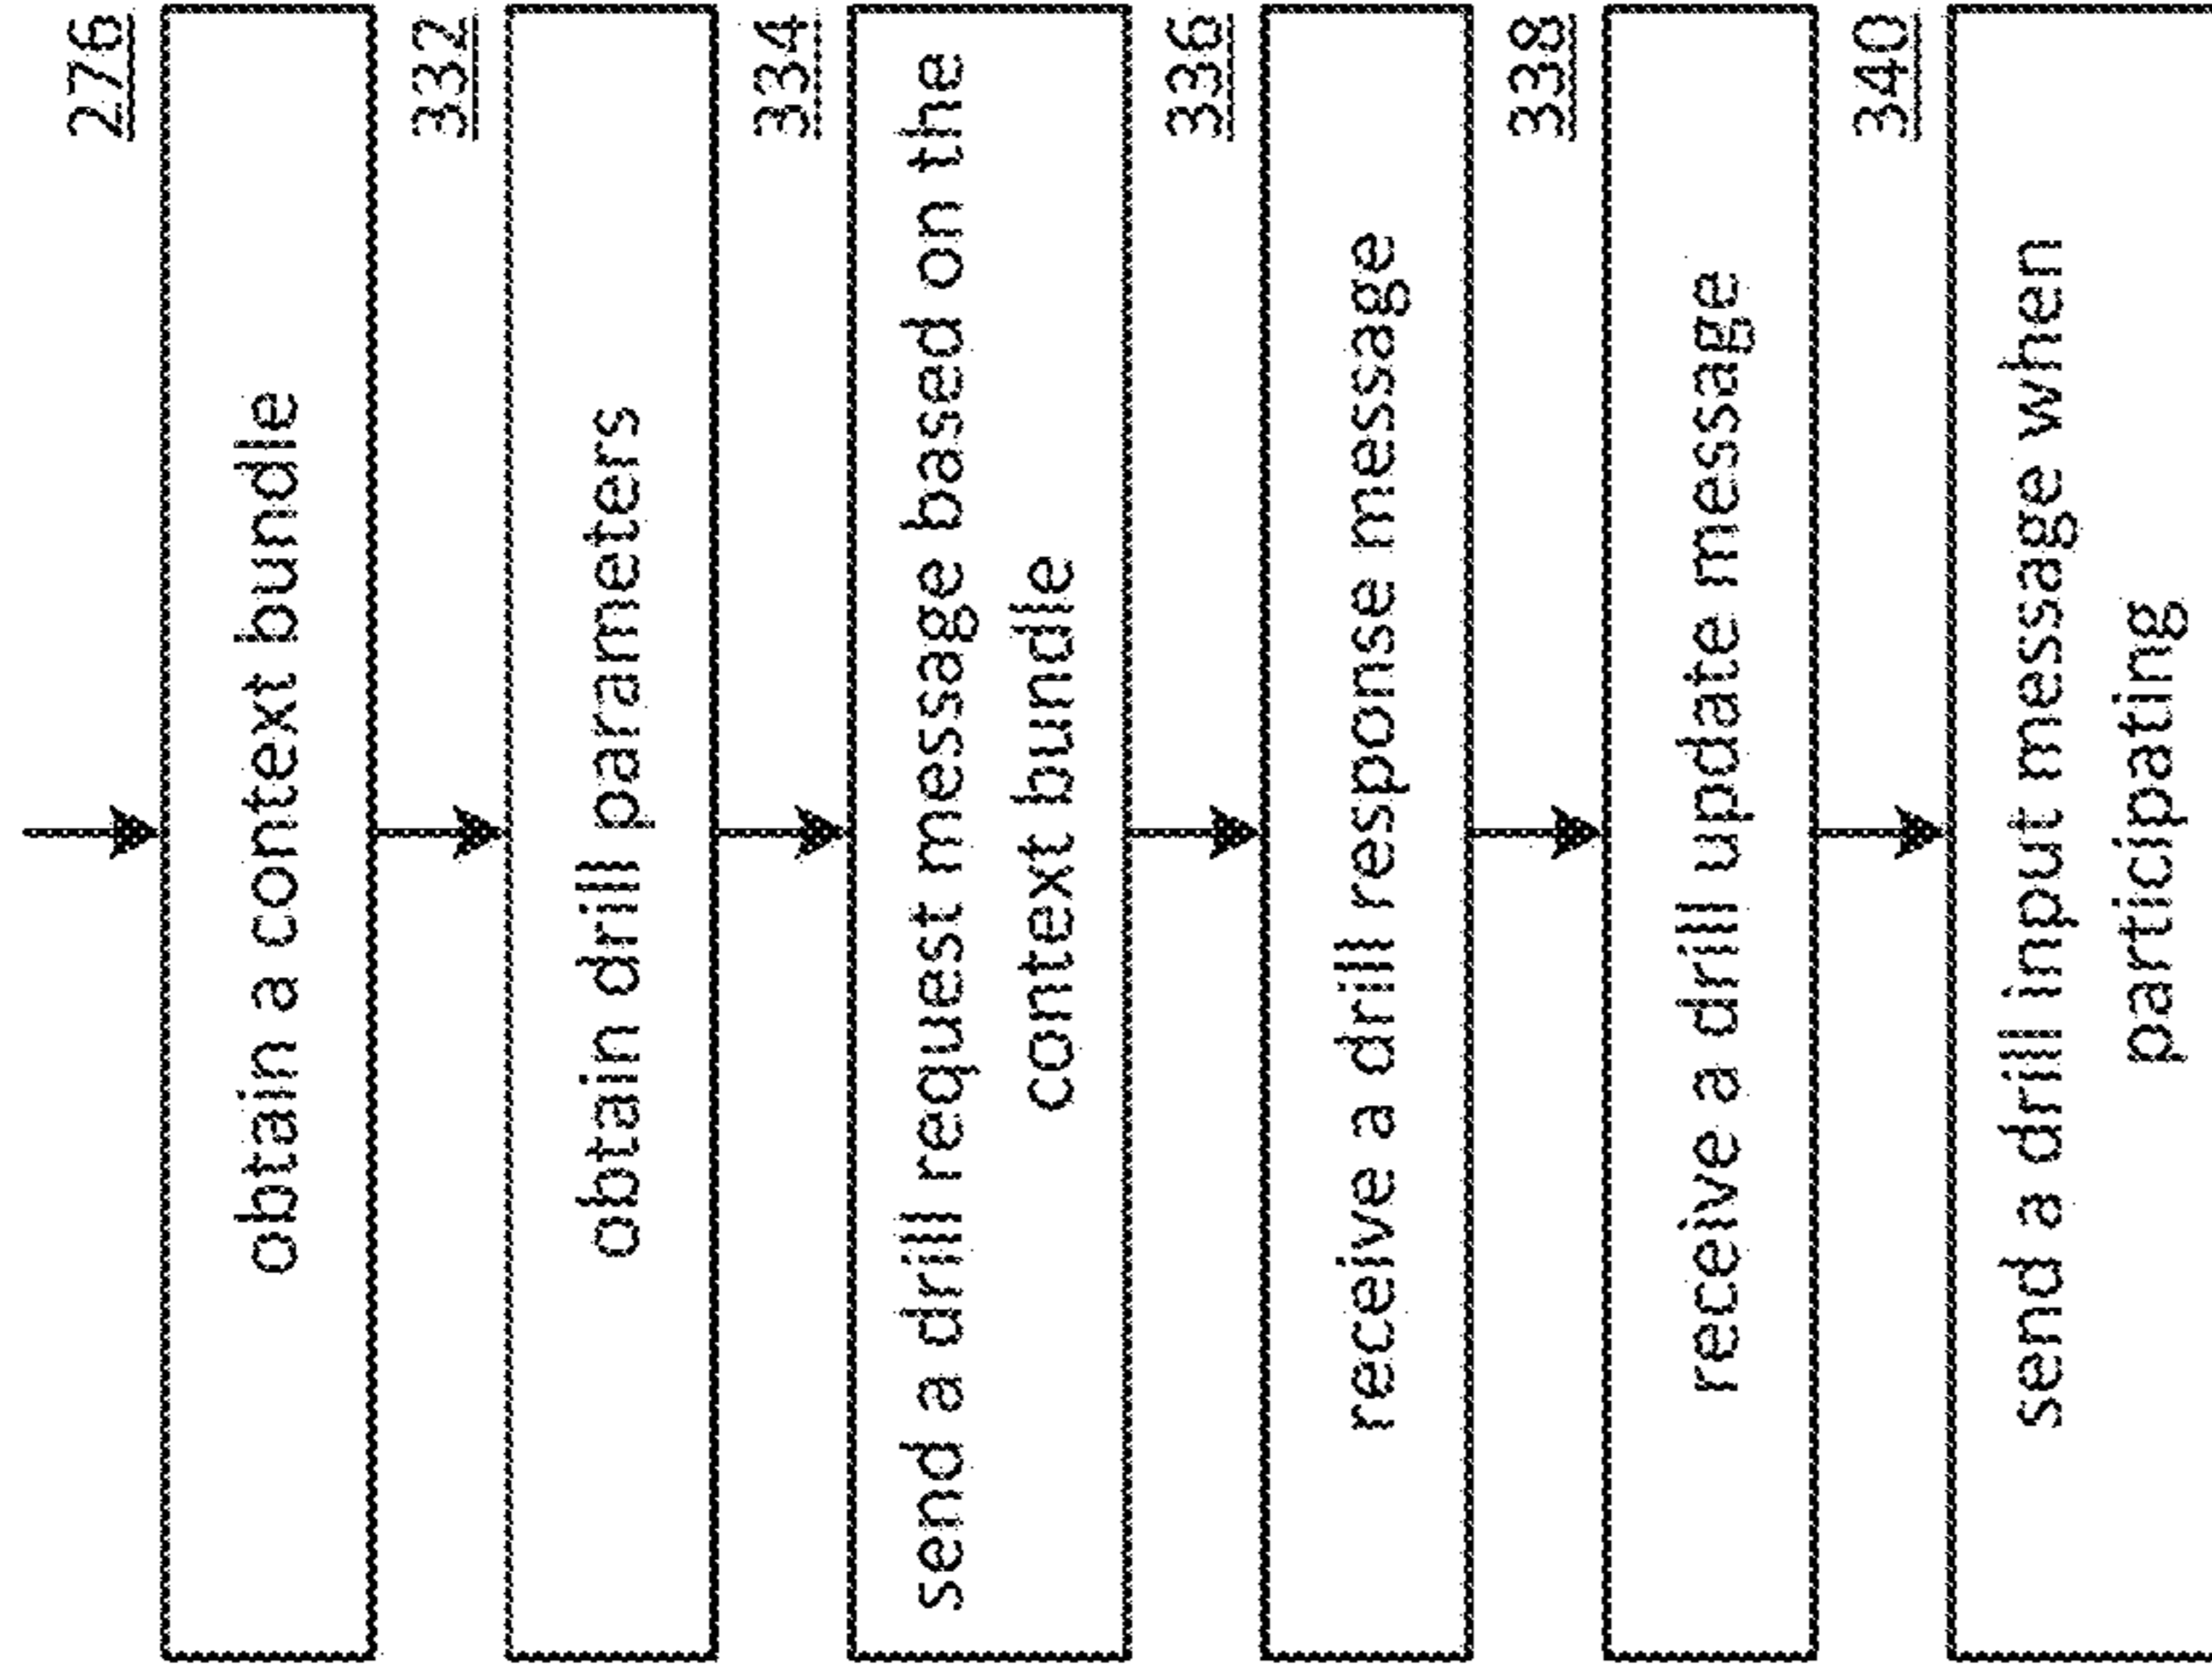 276
obtain a context bundle
332
obtain drill parameters
334
send a drill request message based on the
context bundle
336
receive a drill response message
338
receive a drill update message
340
send a drill input message when
participating